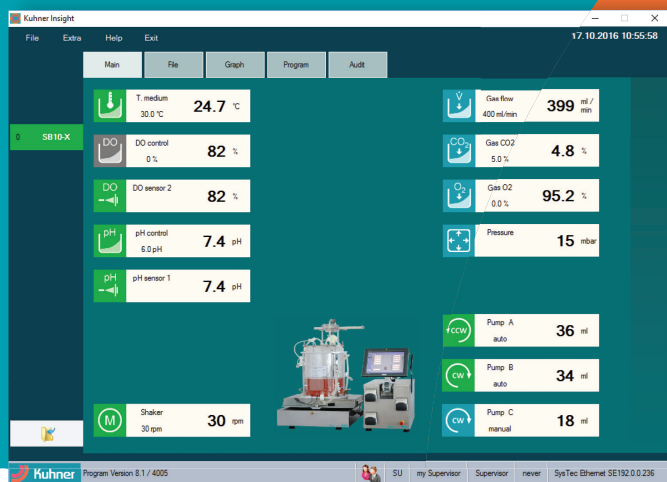 Kuhner Insight
File Extra Help Exit
17.10.2016 10:55:58
Main File Graph Program Audit
0 SB10-X
T. medium
30.0 °C
24.7 °C
DO
DO control
0 %
82 %
DO
DO sensor 2
82 %
pH
pH control
6.0 pH
7.4 pH
pH
pH sensor 1
7.4 pH
M
Shaker
30 rpm
30 rpm
V̇
Gas flow
400 ml/min
399 ml / min
CO2
Gas CO2
5.0 %
4.8 %
O2
Gas O2
0.0 %
95.2 %
Pressure
15 mbar
CCW
Pump A
auto
36 ml
CW
Pump B
auto
34 ml
CW
Pump C
manual
18 ml
Kuhner Program Version 8.1 / 4005 SU my Supervisor Supervisor never SysTec Ethernet SE192.0.0.236